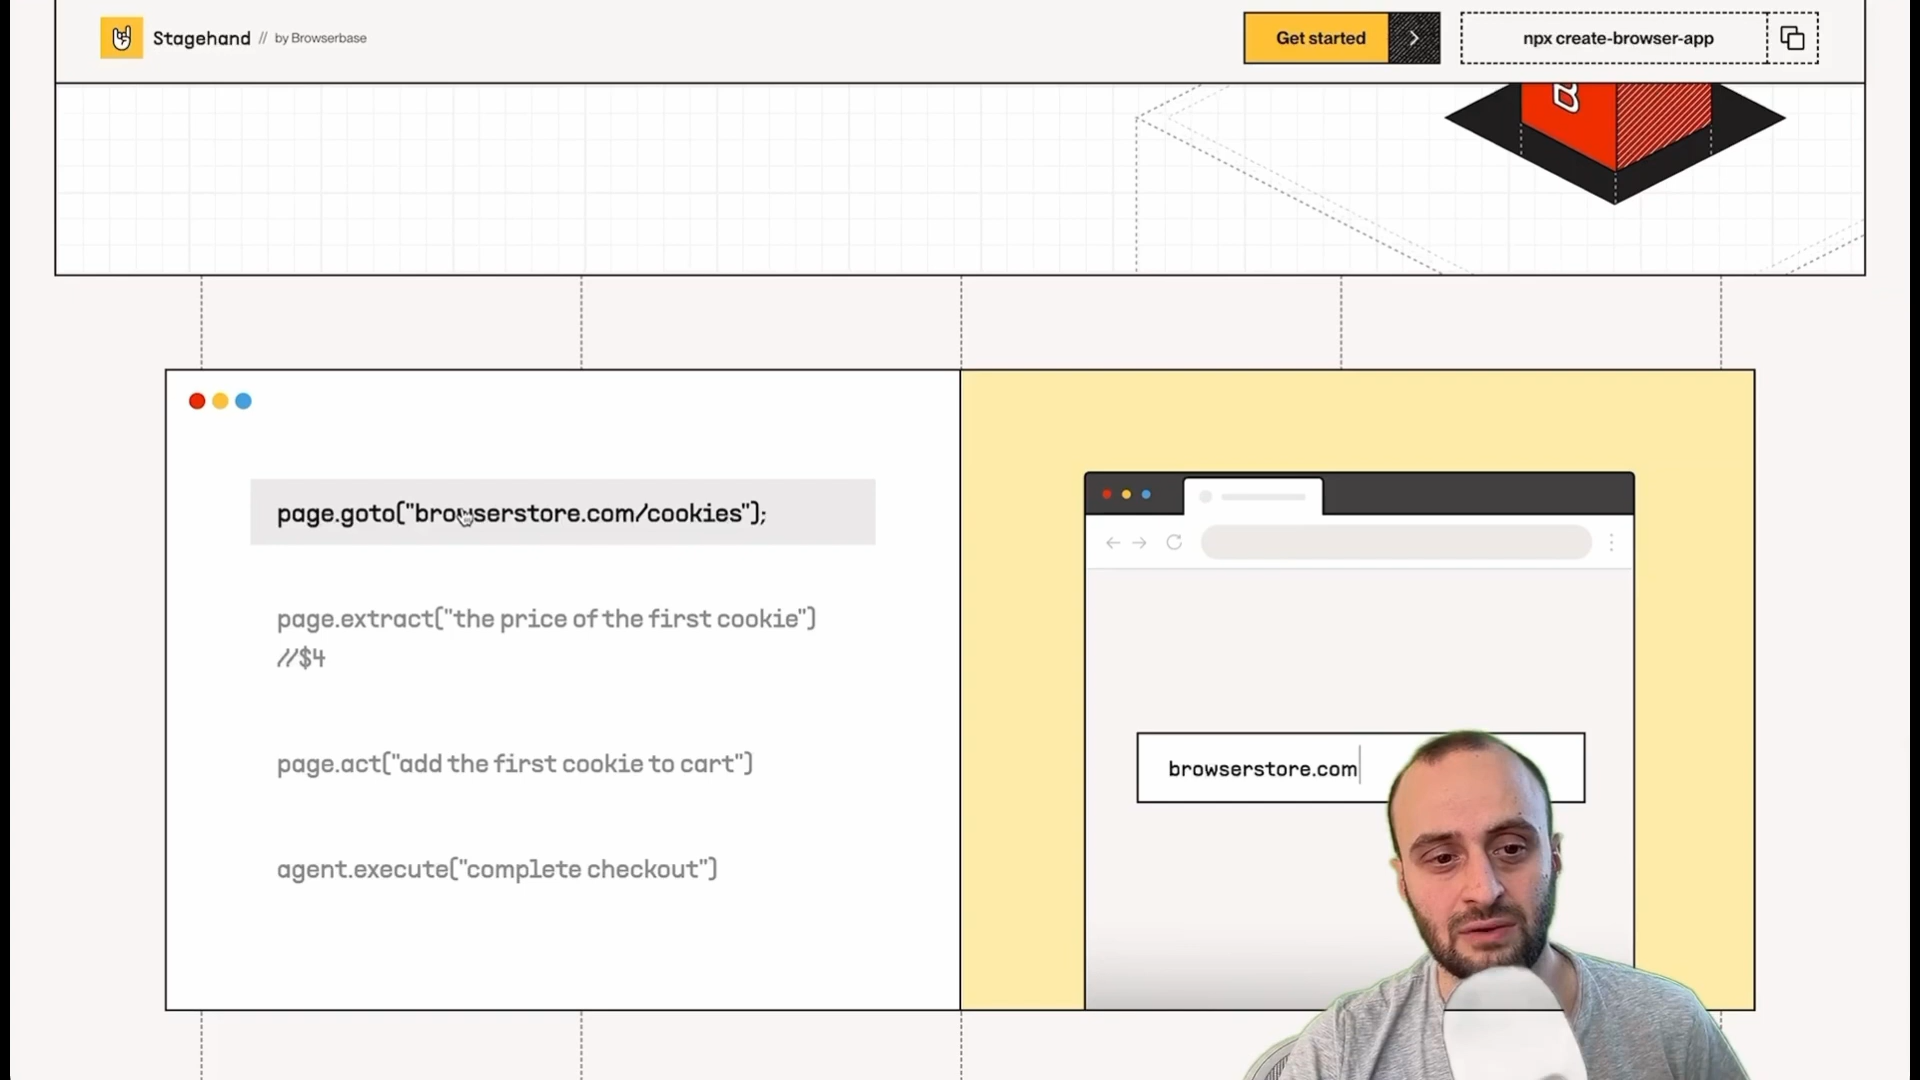 Stagehand // by Browserbase
Get started
npx create-browser-app
B
page.goto("browserstore.com/cookies");
page.extract("the price of the first cookie")
//$4
page.act("add the first cookie to cart")
agent.execute("complete checkout")
browserstore.com